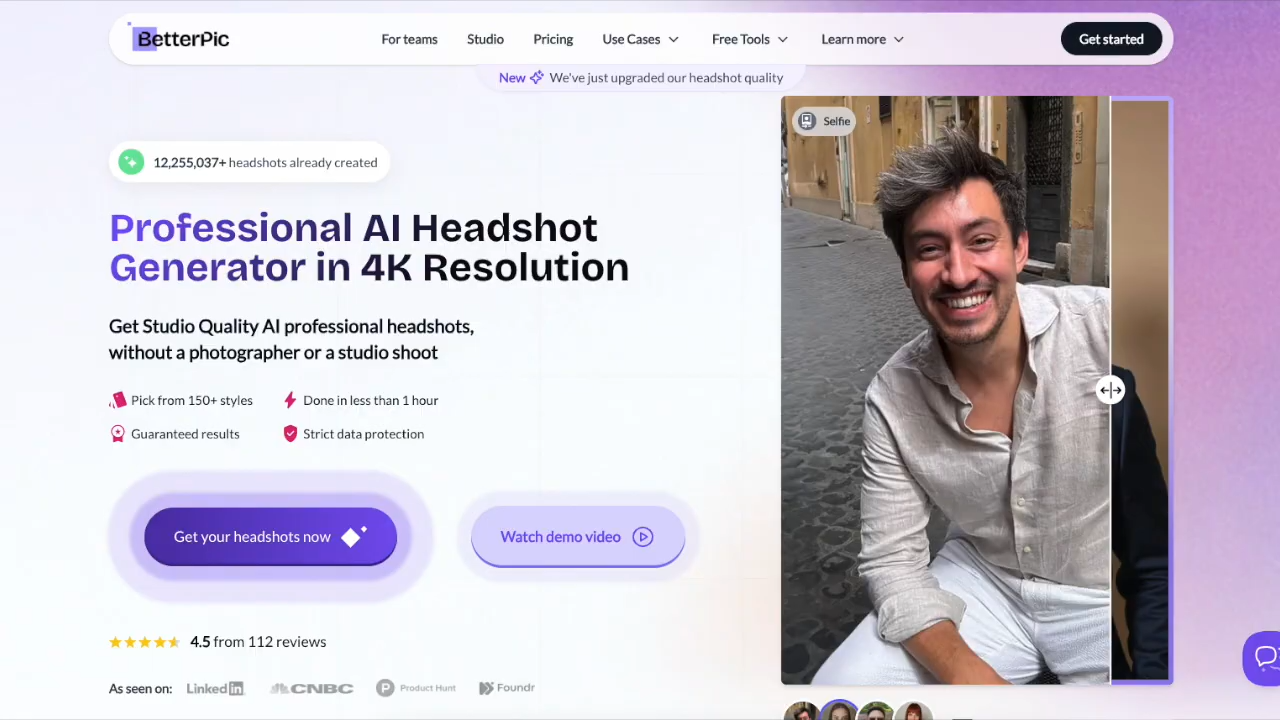 BetterPic
For teams
Studio
Pricing
Use Cases
Free Tools
Learn more
Get started
New We've just upgraded our headshot quality
Selfie
12,255,037+ headshots already created
Professional AI Headshot
Generator in 4K Resolution
Get Studio Quality AI professional headshots,
without a photographer or a studio shoot
Pick from 150+ styles
Done in less than 1 hour
Guaranteed results
Strict data protection
Get your headshots now
Watch demo video
4.5 from 112 reviews
As seen on:
LinkedIn
CNBC
Product Hunt
Foundr